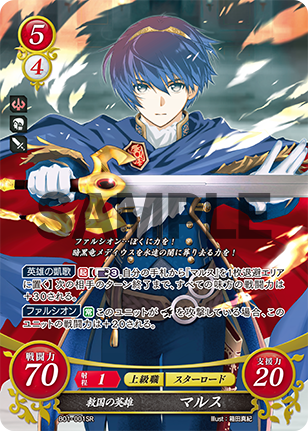 5
4
SAMPLE
ファルシオン…ぼくに力を!
暗黒竜メディウスを永遠の闇に葬り去る力を!
英雄の凱歌 起 【 3,自分の手札から「マルス」を1枚退避エリア
に置く】次の相手のターン終了まで、すべての味方の戦闘力は
+30される。
ファルシオン 常 このユニットが を攻撃している場合、この
ユニットの戦闘力は+20される。
戦闘力
70
射程 1 上級職 スターロード
支援力
20
救国の英雄 マルス
B01-001SR
Illust:箱田真紀